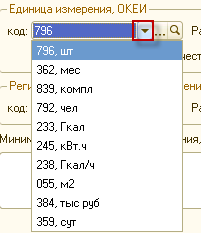 Единица измерения, ОКЕИ
код: 796 ...
796, шт
362, мес
839, компл
792, чел
233, Гкал
245, кВт.ч
238, Гкал/ч
055, м2
384, тыс руб
359, сут
код: